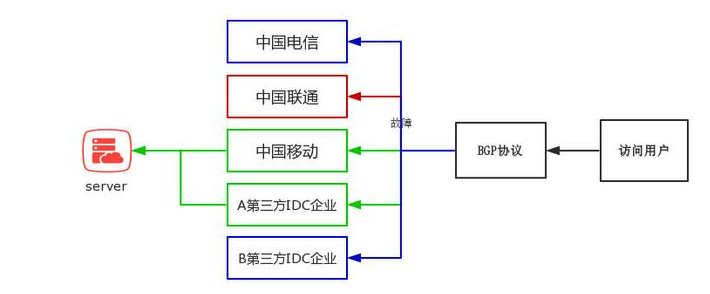 中国电信
中国联通
故障
中国移动
BGP协议
访问用户
server
A第三方IDC企业
B第三方IDC企业